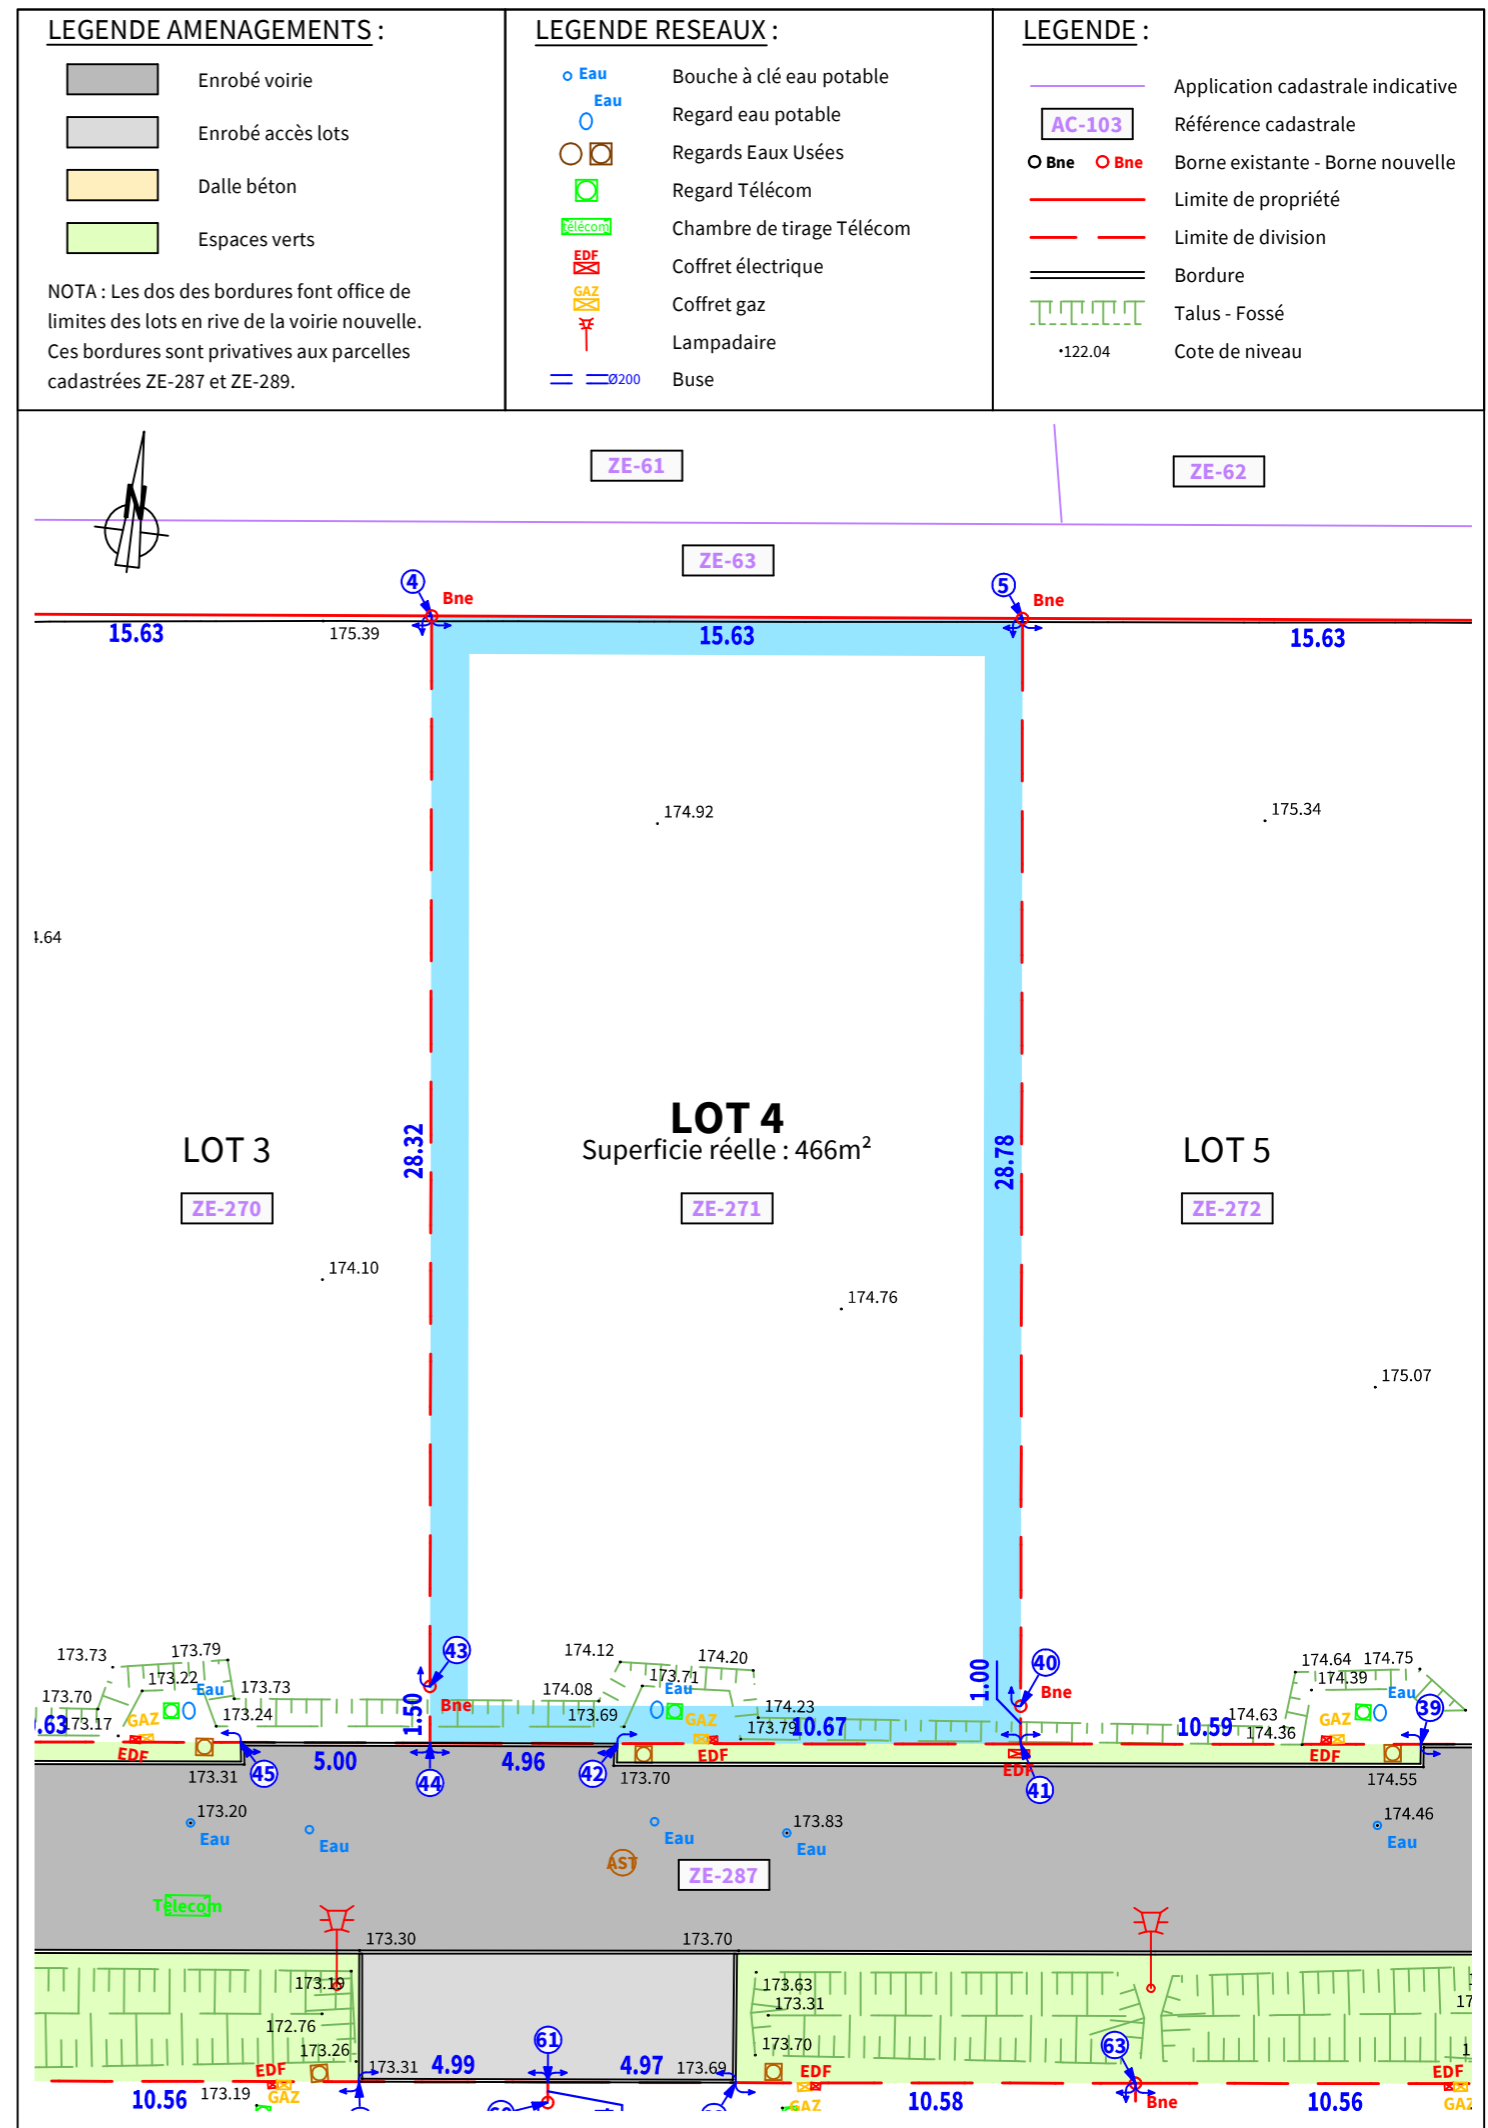 LEGENDE AMENAGEMENTS :
Enrobé voirie
Enrobé accès lots
Dalle béton
Espaces verts
NOTA : Les dos des bordures font office de
limites des lots en rive de la voirie nouvelle.
Ces bordures sont privatives aux parcelles
cadastrées ZE-287 et ZE-289.
LEGENDE RESEAUX :
Eau Bouche à clé eau potable
Eau Regard eau potable
Regards Eaux Usées
Regard Télécom
télécom Chambre de tirage Télécom
EDF Coffret électrique
GAZ Coffret gaz
Lampadaire
Ø200 Buse
LEGENDE :
Application cadastrale indicative
AC-103 Référence cadastrale
Bne Bne Borne existante - Borne nouvelle
Limite de propriété
Limite de division
Bordure
Talus - Fossé
122.04 Cote de niveau
N
ZE-61
ZE-62
ZE-63
4 Bne
5 Bne
15.63
175.39
15.63
15.63
174.92
175.34
28.32
28.78
LOT 3
LOT 4
LOT 5
Superficie réelle : 466m²
ZE-270
ZE-271
ZE-272
174.10
174.76
175.07
173.73
173.79
173.22
Eau
173.70
173.73
173.17
173.24
GAZ
EDF
43
Bne
1.50
174.12
174.20
173.71
Eau
174.08
173.69
174.23
173.79
GAZ
EDF
10.67
1.00
40
Bne
174.64
174.75
174.39
Eau
174.63
174.36
GAZ
EDF
10.59
39
173.31
45
5.00
44
4.96
42
173.70
EDF
41
174.55
173.20
Eau
Eau
Eau
173.83
Eau
174.46
Eau
AST
ZE-287
Telecom
173.30
173.70
173.19
172.76
173.26
173.31
EDF
GAZ
10.56
173.19
61
4.99
4.97
173.69
173.63
173.31
173.70
EDF
GAZ
10.58
63
Bne
10.56
EDF